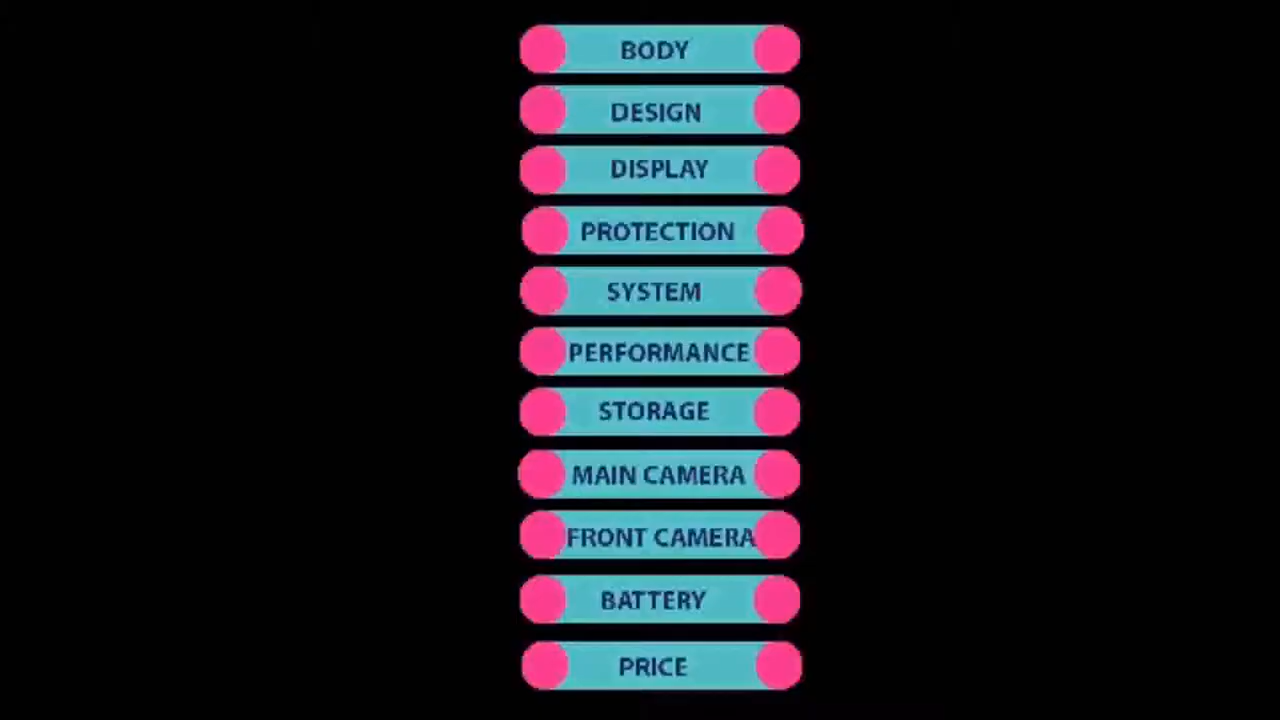 BODY
DESIGN
DISPLAY
PROTECTION
SYSTEM
PERFORMANCE
STORAGE
MAIN CAMERA
FRONT CAMERA
BATTERY
PRICE